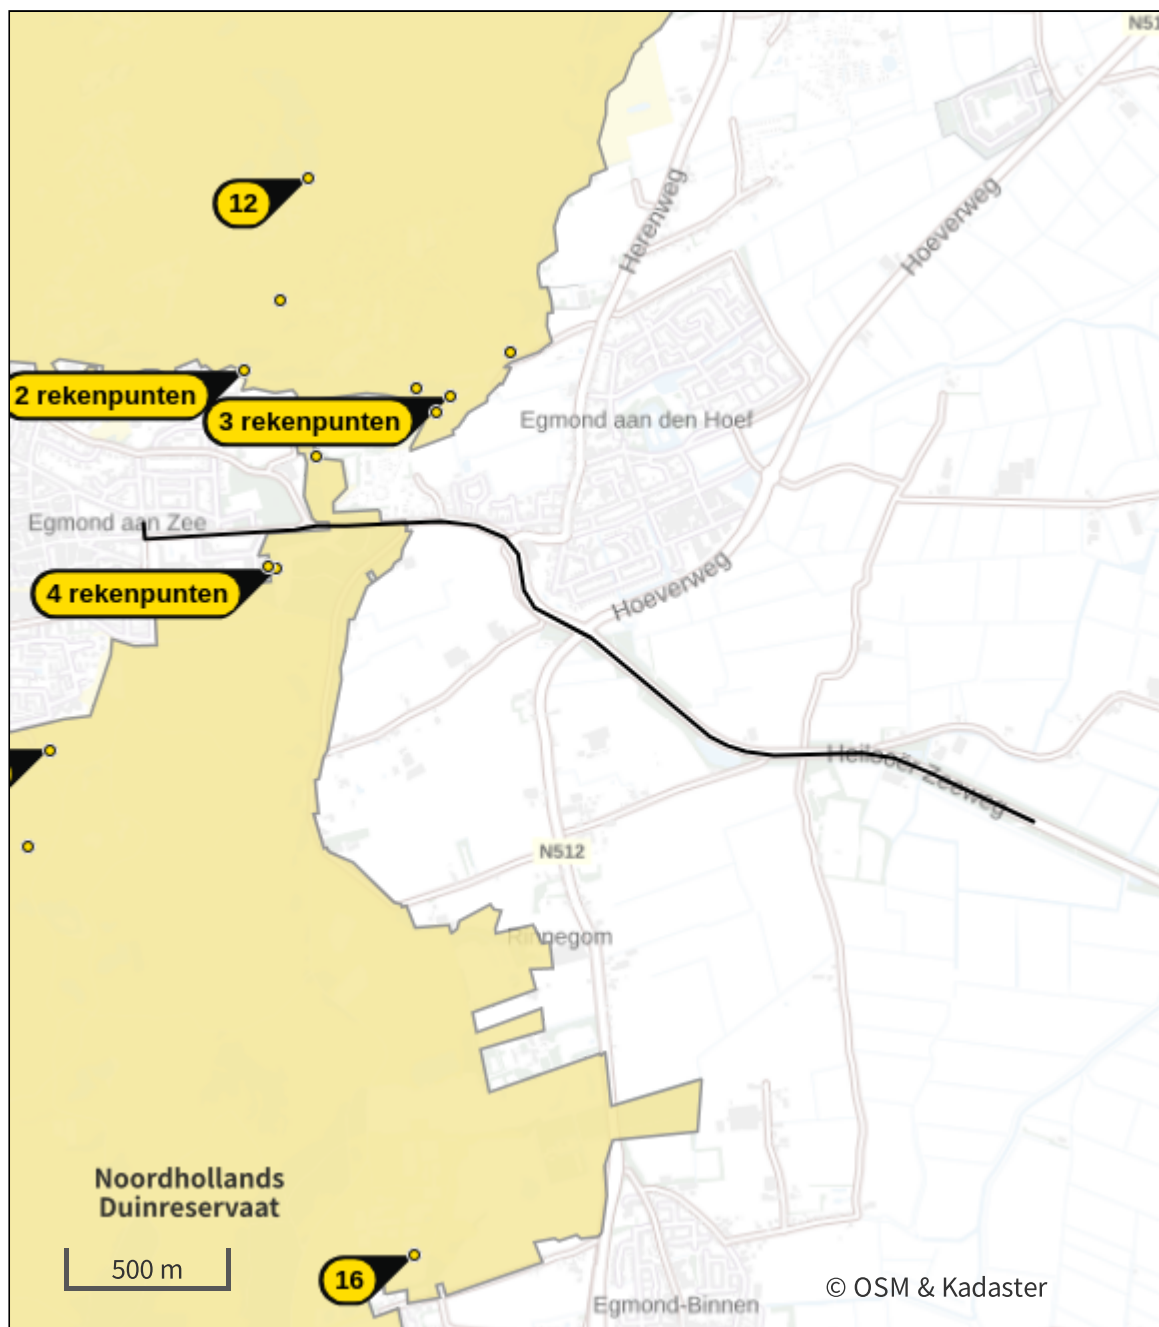 N51
12
Herenweg
Hoeverweg
2 rekenpunten
3 rekenpunten
Egmond aan den Hoef
Egmond aan Zee
4 rekenpunten
Hoeverweg
Heilooër Zeeweg
N512
Rinnegom
Noordhollands
Duinreservaat
500 m
16
© OSM & Kadaster
Egmond-Binnen